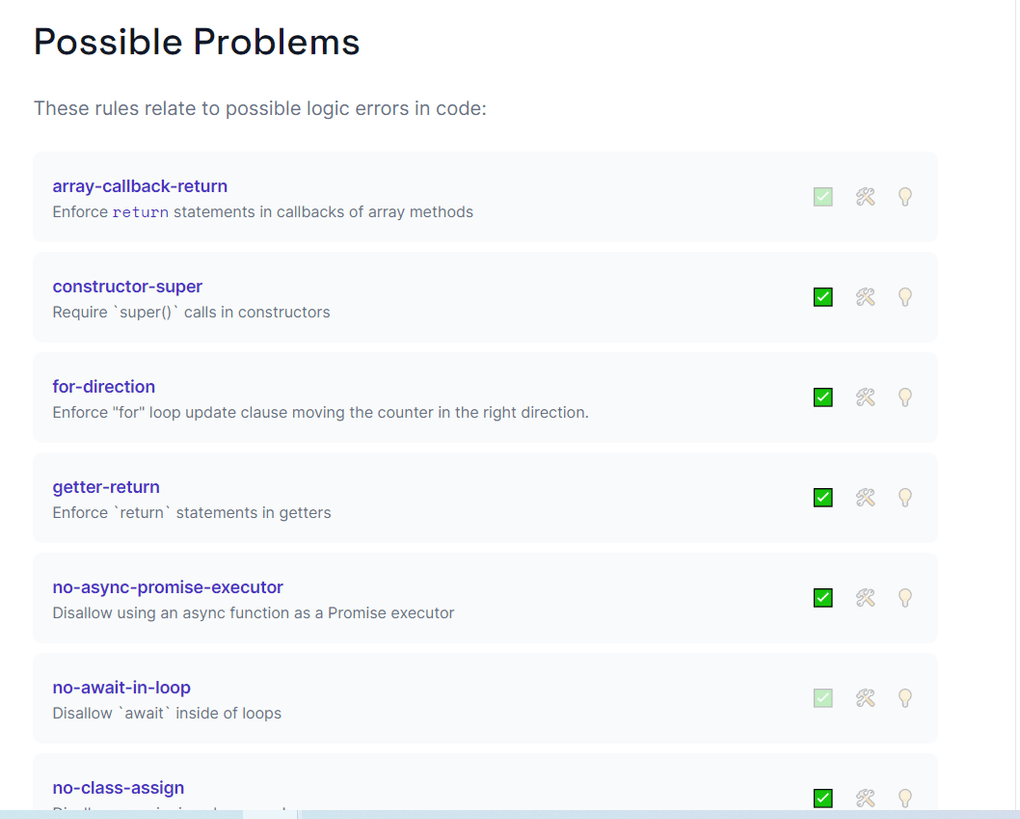 Possible Problems
These rules relate to possible logic errors in code:
array-callback-return
Enforce return statements in callbacks of array methods
constructor-super
Require `super()` calls in constructors
for-direction
Enforce "for" loop update clause moving the counter in the right direction.
getter-return
Enforce `return` statements in getters
no-async-promise-executor
Disallow using an async function as a Promise executor
no-await-in-loop
Disallow `await` inside of loops
no-class-assign